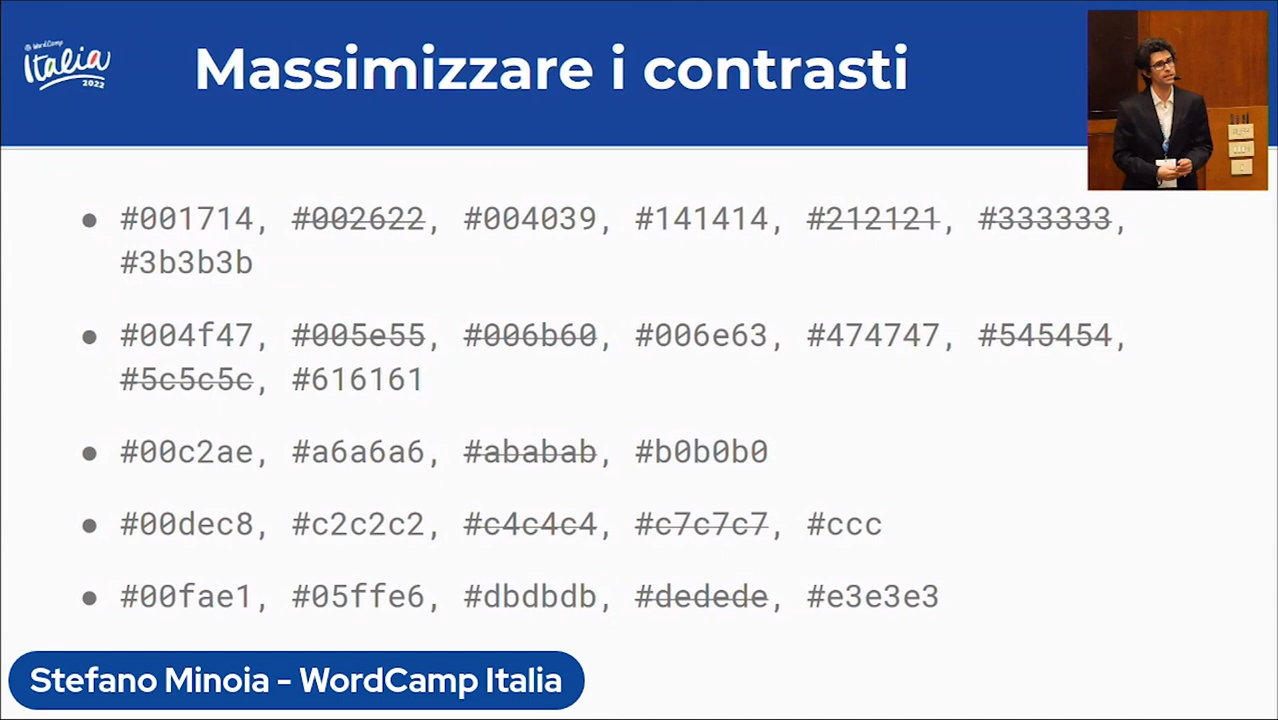 WordCamp
Italia
2022
Massimizzare i contrasti
● #001714, #002622, #004039, #141414, #212121, #333333,
#3b3b3b
● #004f47, #005e55, #006b60, #006e63, #474747, #545454,
#5c5c5c, #616161
● #00c2ae, #a6a6a6, #ababab, #b0b0b0
● #00dec8, #c2c2c2, #c4c4c4, #c7c7c7, #ccc
● #00fae1, #05ffe6, #dbdbdb, #dedede, #e3e3e3
Stefano Minoia - WordCamp Italia